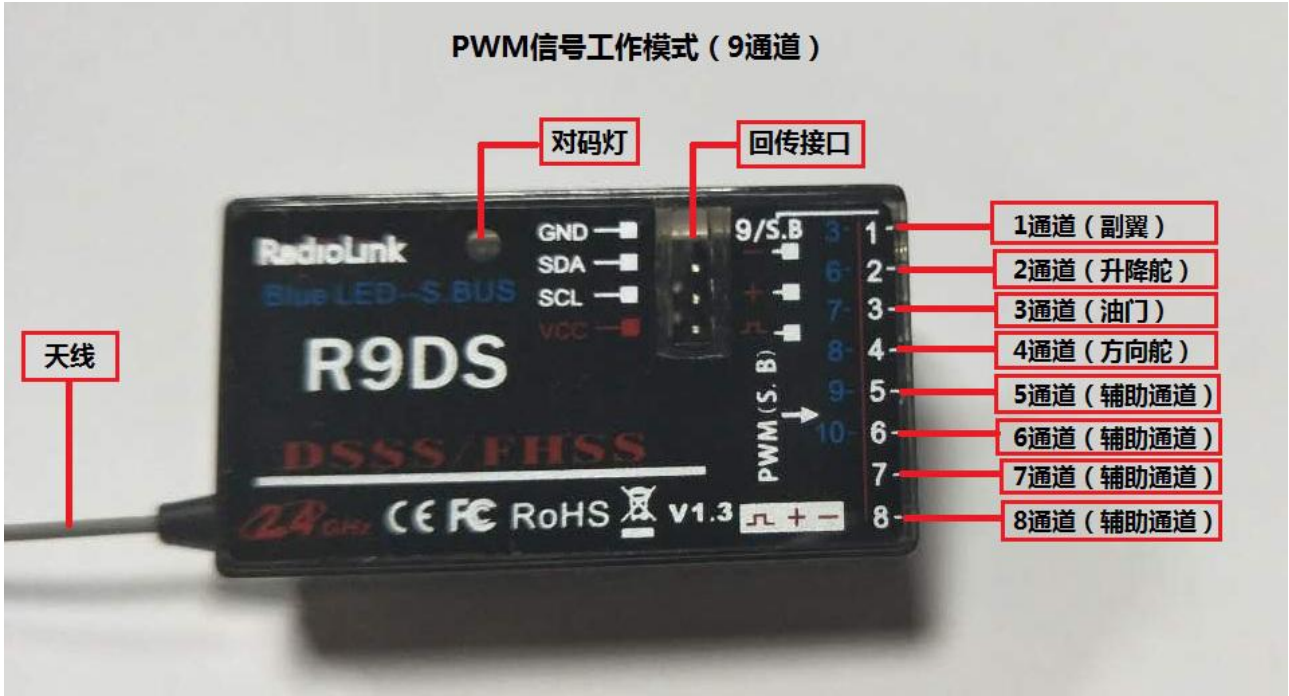 PWM信号工作模式（9通道）
对码灯
回传接口
天线
RadioLink
Blue LED--S.BUS
R9DS
DSSS/FHSS
2.4GHz
CE FC RoHS V1.3
GND
SDA
SCL
VCC
9/S.B
-
+
PWM(S. B)
+ -
3-
6-
7-
8-
9-
10-
1-
2-
3-
4-
5-
6-
7-
8-
1通道（副翼）
2通道（升降舵）
3通道（油门）
4通道（方向舵）
5通道（辅助通道）
6通道（辅助通道）
7通道（辅助通道）
8通道（辅助通道）